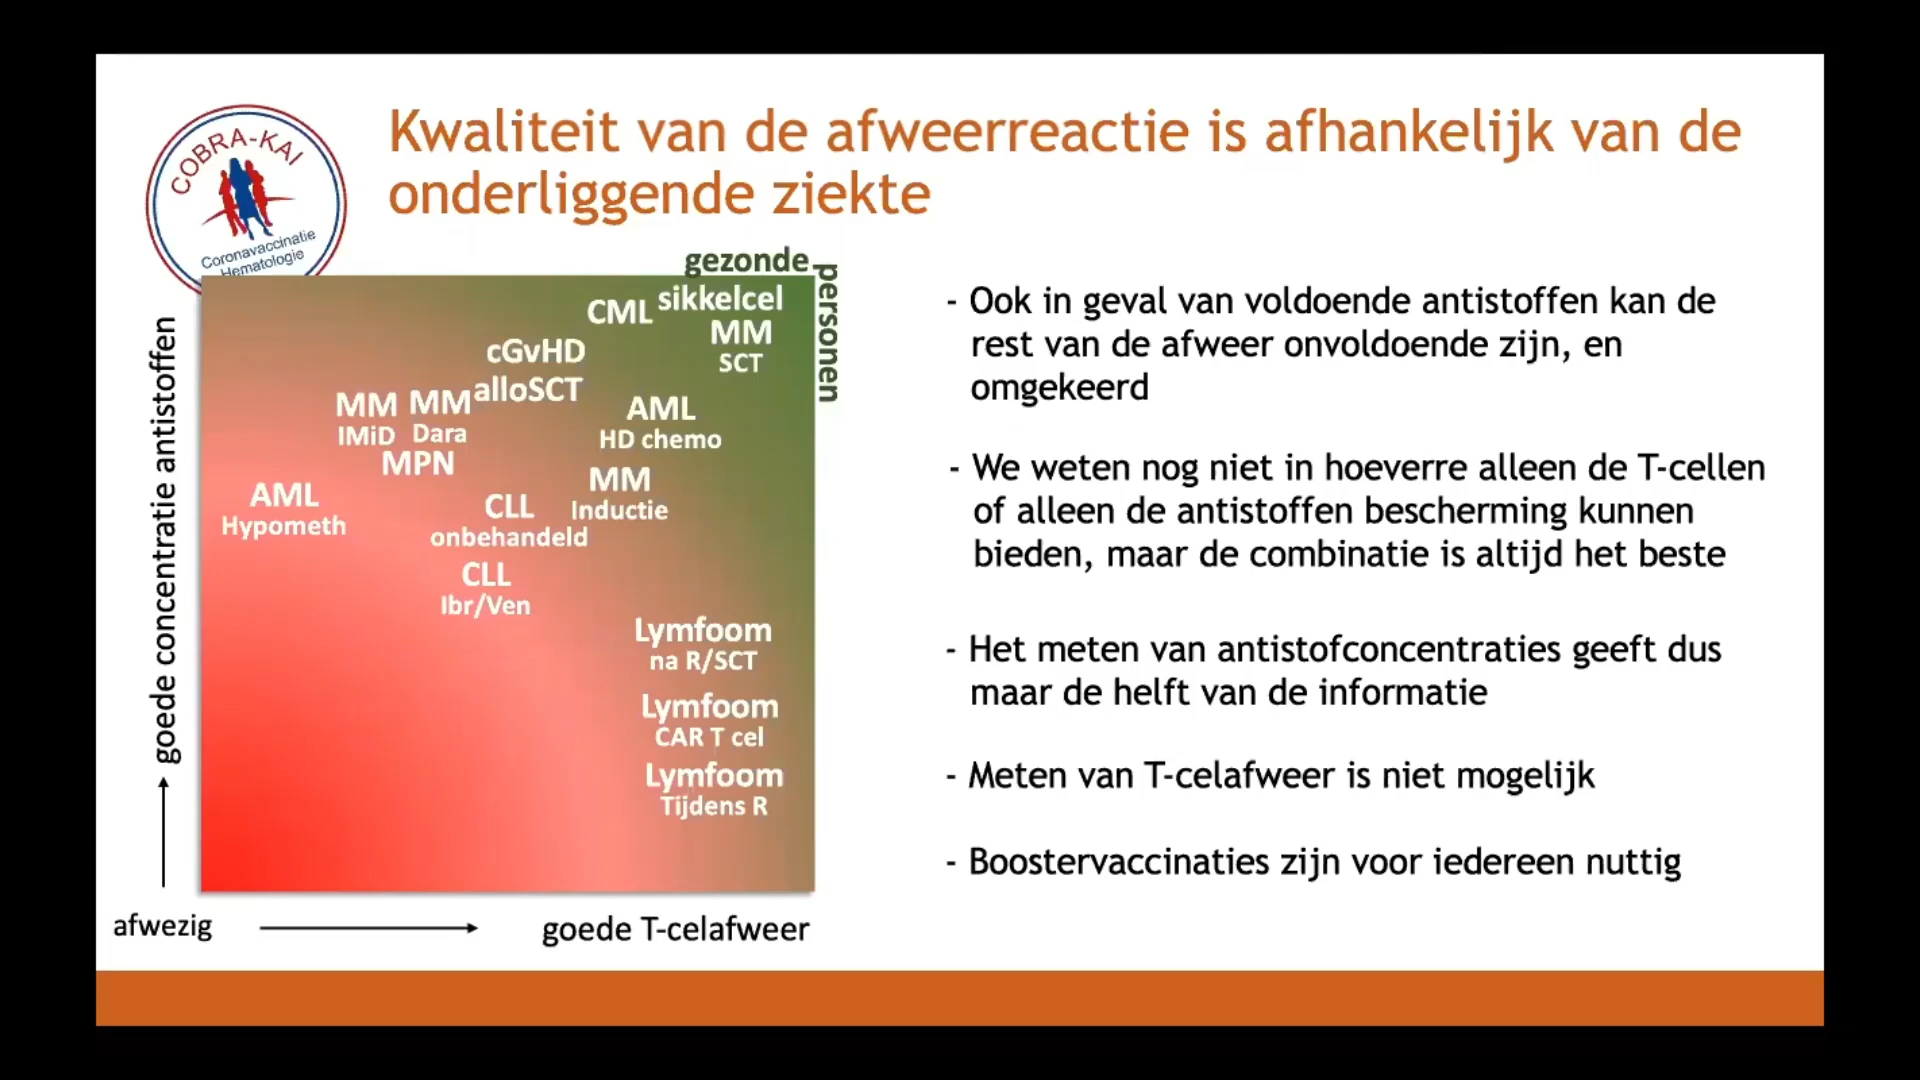 COBRA-KAI
Coronavaccinatie
Hematologie
Kwaliteit van de afweerreactie is afhankelijk van de
onderliggende ziekte
gezonde
personen
sikkelcel
CML
MM
SCT
cGvHD
alloSCT
MM
IMiD
MM
Dara
MPN
AML
HD chemo
MM
Inductie
AML
Hypometh
CLL
onbehandeld
CLL
Ibr/Ven
Lymfoom
na R/SCT
Lymfoom
CAR T cel
Lymfoom
Tijdens R
goede concentratie antistoffen
afwezig
goede T-celafweer
- Ook in geval van voldoende antistoffen kan de
rest van de afweer onvoldoende zijn, en
omgekeerd
- We weten nog niet in hoeverre alleen de T-cellen
of alleen de antistoffen bescherming kunnen
bieden, maar de combinatie is altijd het beste
- Het meten van antistofconcentraties geeft dus
maar de helft van de informatie
- Meten van T-celafweer is niet mogelijk
- Boostervaccinaties zijn voor iedereen nuttig